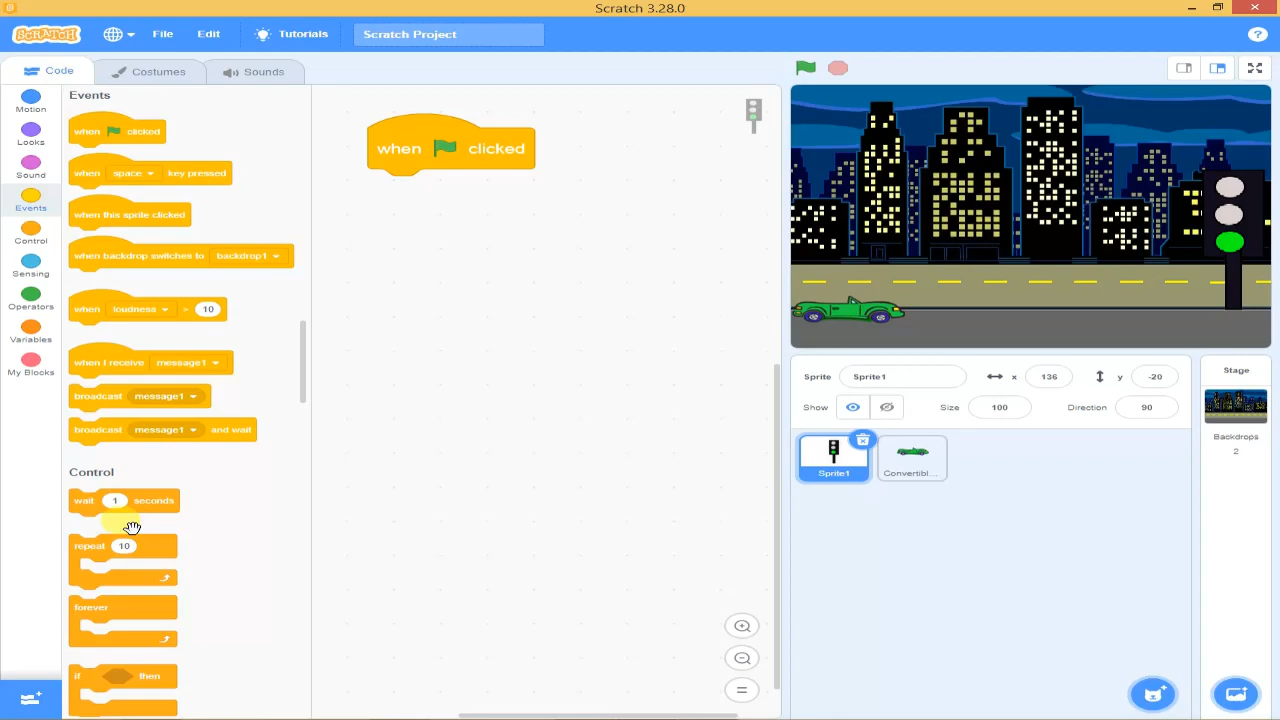 Scratch 3.28.0
SCRATCH File Edit Tutorials Scratch Project ?
Code Costumes Sounds
Motion
Looks
Sound
Events
Control
Sensing
Operators
Variables
My Blocks
Events
when clicked
when space key pressed
when this sprite clicked
when backdrop switches to backdrop1
when loudness > 10
when I receive message1
broadcast message1
broadcast message1 and wait
Control
wait 1 seconds
repeat 10
forever
if then
when clicked
Sprite Sprite1 x 136 y -20
Show Size 100 Direction 90
Sprite1
Convertibl...
Stage
Backdrops
2